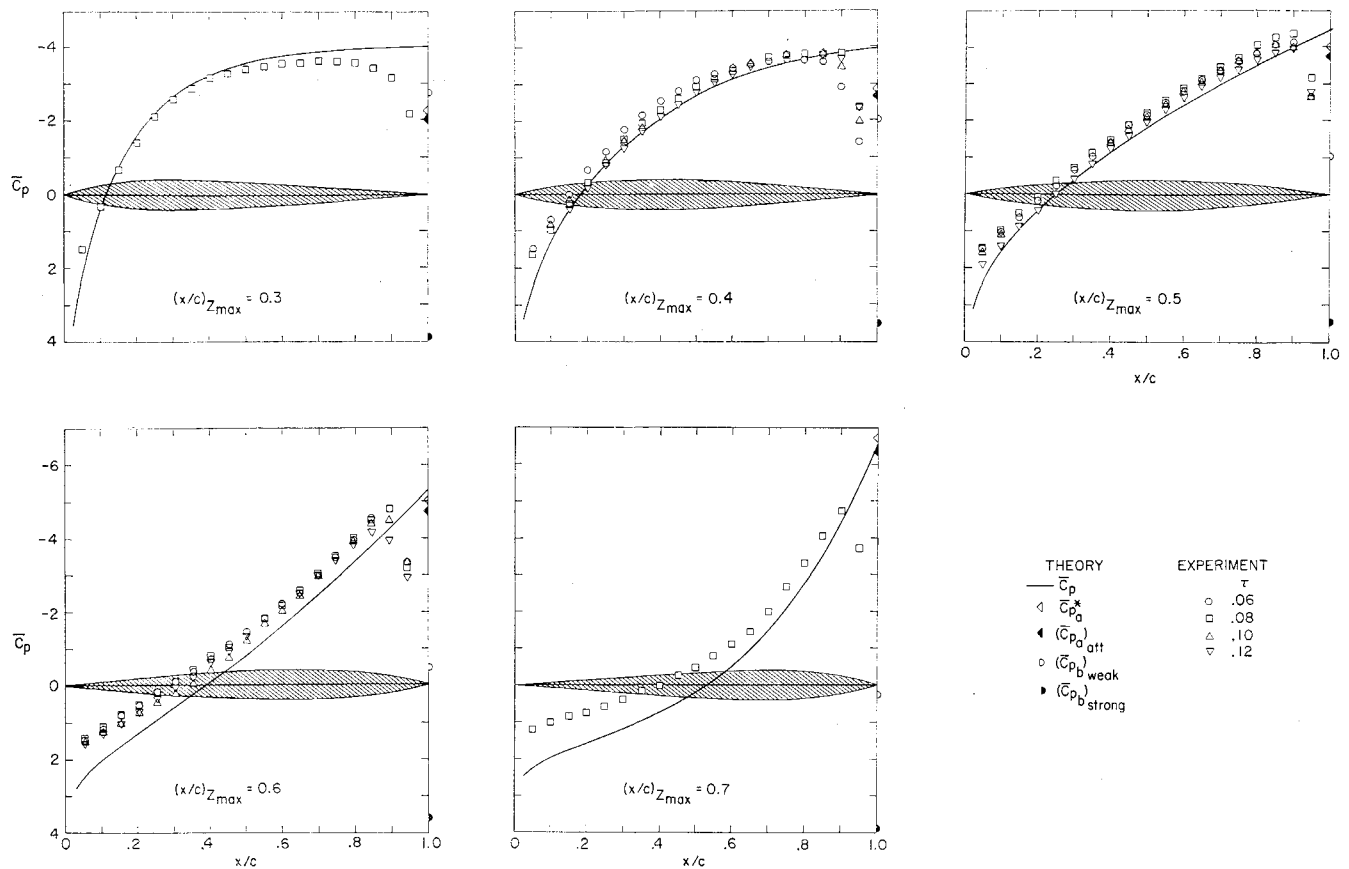 -4
-2
C̄p
0
2
4
(x/c)Zmax = 0.3
(x/c)Zmax = 0.4
(x/c)Zmax = 0.5
0 .2 .4 .6 .8 1.0
x/c
-6
-4
-2
C̄p
0
2
4
(x/c)Zmax = 0.6
(x/c)Zmax = 0.7
0 .2 .4 .6 .8 1.0
x/c
0 .2 .4 .6 .8 1.0
x/c
THEORY
C̄p
C̄pa*
(C̄pa)att
(C̄pb)weak
(C̄pb)strong
EXPERIMENT
τ
.06
.08
.10
.12